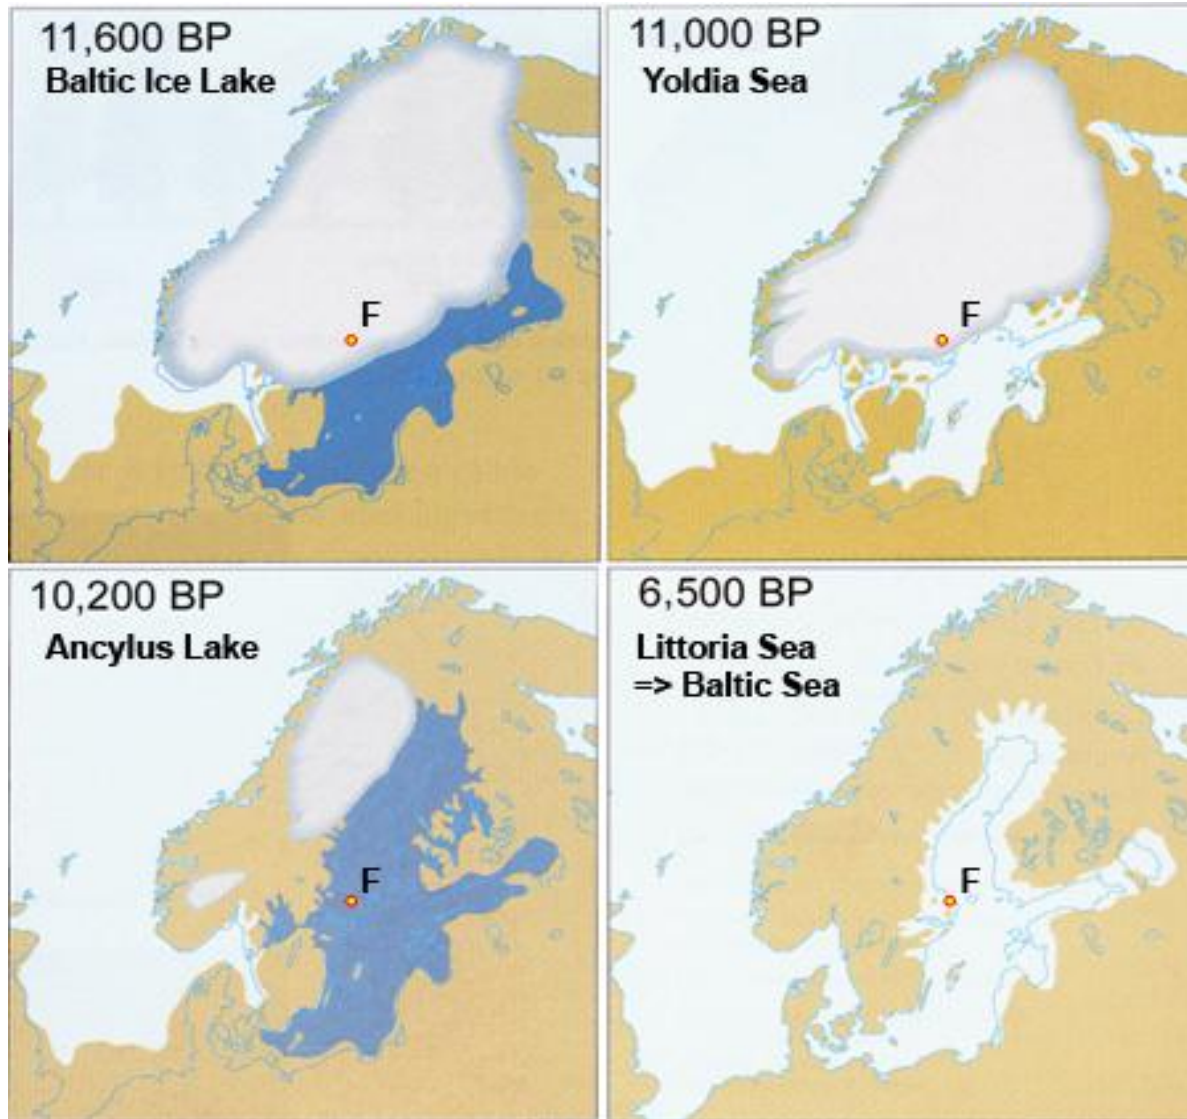 11,600 BP
Baltic Ice Lake
F
11,000 BP
Yoldia Sea
F
10,200 BP
Ancylus Lake
F
6,500 BP
Littoria Sea
=> Baltic Sea
F